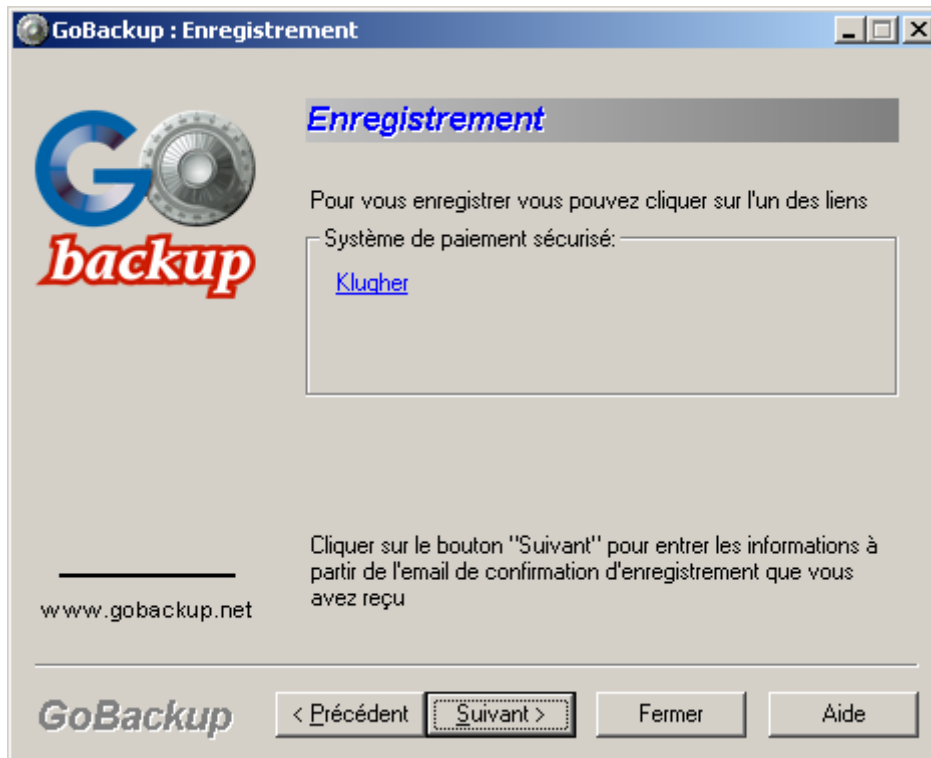 GoBackup : Enregistrement
GO
backup
Enregistrement
Pour vous enregistrer vous pouvez cliquer sur l'un des liens
Système de paiement sécurisé:
Klugher
Cliquer sur le bouton "Suivant" pour entrer les informations à
partir de l'email de confirmation d'enregistrement que vous
avez reçu
www.gobackup.net
GoBackup
< Précédent
Suivant >
Fermer
Aide